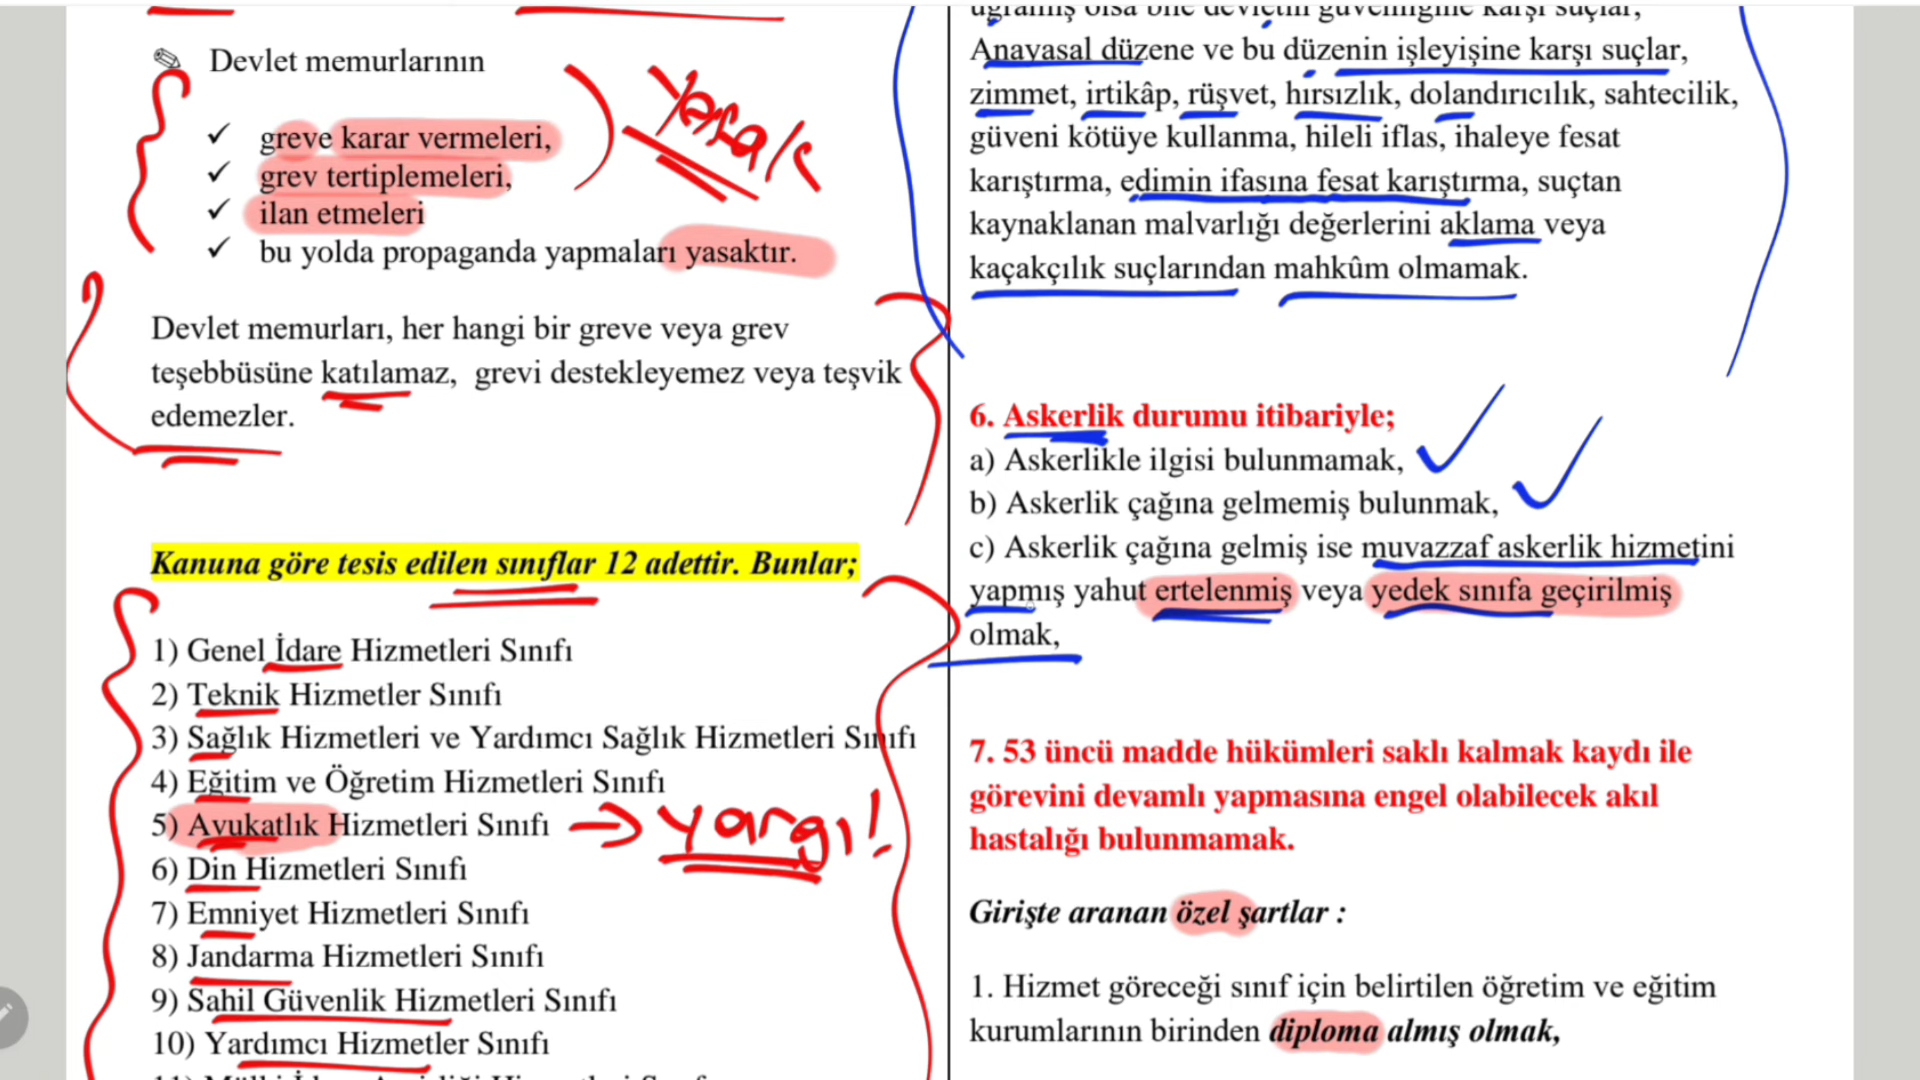 Devlet memurlarının
greve karar vermeleri,
grev tertiplemeleri,
ilan etmeleri
bu yolda propaganda yapmaları yasaktır.
Yasak
Devlet memurları, her hangi bir greve veya grev
teşebbüsüne katılamaz, grevi destekleyemez veya teşvik
edemezler.
Kanuna göre tesis edilen sınıflar 12 adettir. Bunlar;
1) Genel İdare Hizmetleri Sınıfı
2) Teknik Hizmetler Sınıfı
3) Sağlık Hizmetleri ve Yardımcı Sağlık Hizmetleri Sınıfı
4) Eğitim ve Öğretim Hizmetleri Sınıfı
5) Avukatlık Hizmetleri Sınıfı → yargı!
6) Din Hizmetleri Sınıfı
7) Emniyet Hizmetleri Sınıfı
8) Jandarma Hizmetleri Sınıfı
9) Sahil Güvenlik Hizmetleri Sınıfı
10) Yardımcı Hizmetler Sınıfı
uğramış olsa bile devletin güvenliğine karşı suçlar,
Anayasal düzene ve bu düzenin işleyişine karşı suçlar,
zimmet, irtikâp, rüşvet, hırsızlık, dolandırıcılık, sahtecilik,
güveni kötüye kullanma, hileli iflas, ihaleye fesat
karıştırma, edimin ifasına fesat karıştırma, suçtan
kaynaklanan malvarlığı değerlerini aklama veya
kaçakçılık suçlarından mahkûm olmamak.
6. Askerlik durumu itibariyle;
a) Askerlikle ilgisi bulunmamak,
b) Askerlik çağına gelmemiş bulunmak,
c) Askerlik çağına gelmiş ise muvazzaf askerlik hizmetini
yapmış yahut ertelenmiş veya yedek sınıfa geçirilmiş
olmak,
7. 53 üncü madde hükümleri saklı kalmak kaydı ile
görevini devamlı yapmasına engel olabilecek akıl
hastalığı bulunmamak.
Girişte aranan özel şartlar :
1. Hizmet göreceği sınıf için belirtilen öğretim ve eğitim
kurumlarının birinden diploma almış olmak,